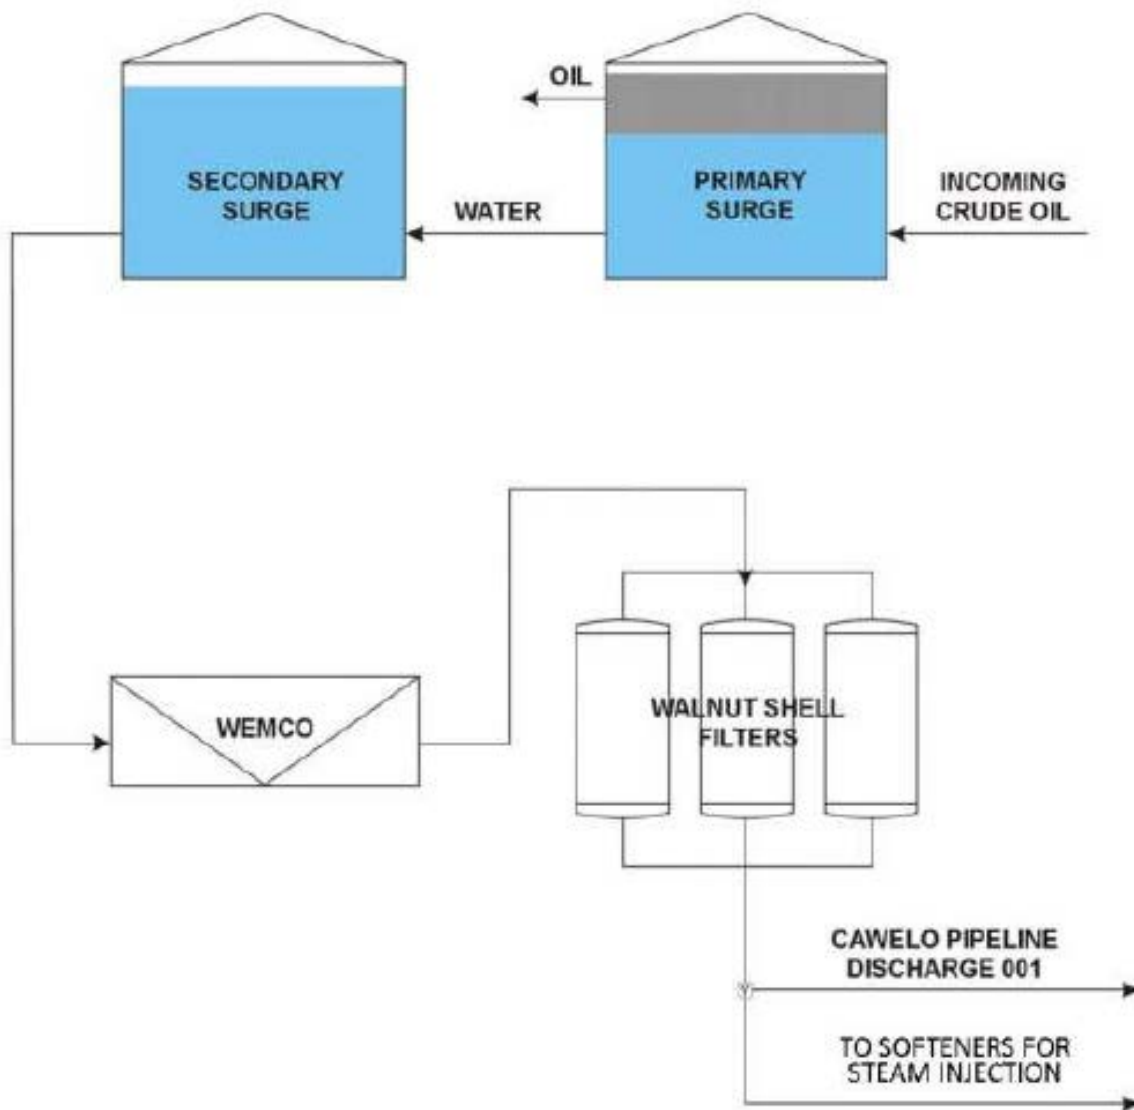 OIL
SECONDARY
SURGE
WATER
PRIMARY
SURGE
INCOMING
CRUDE OIL
WEMCO
WALNUT SHELL
FILTERS
CAWELO PIPELINE
DISCHARGE 001
TO SOFTENERS FOR
STEAM INJECTION